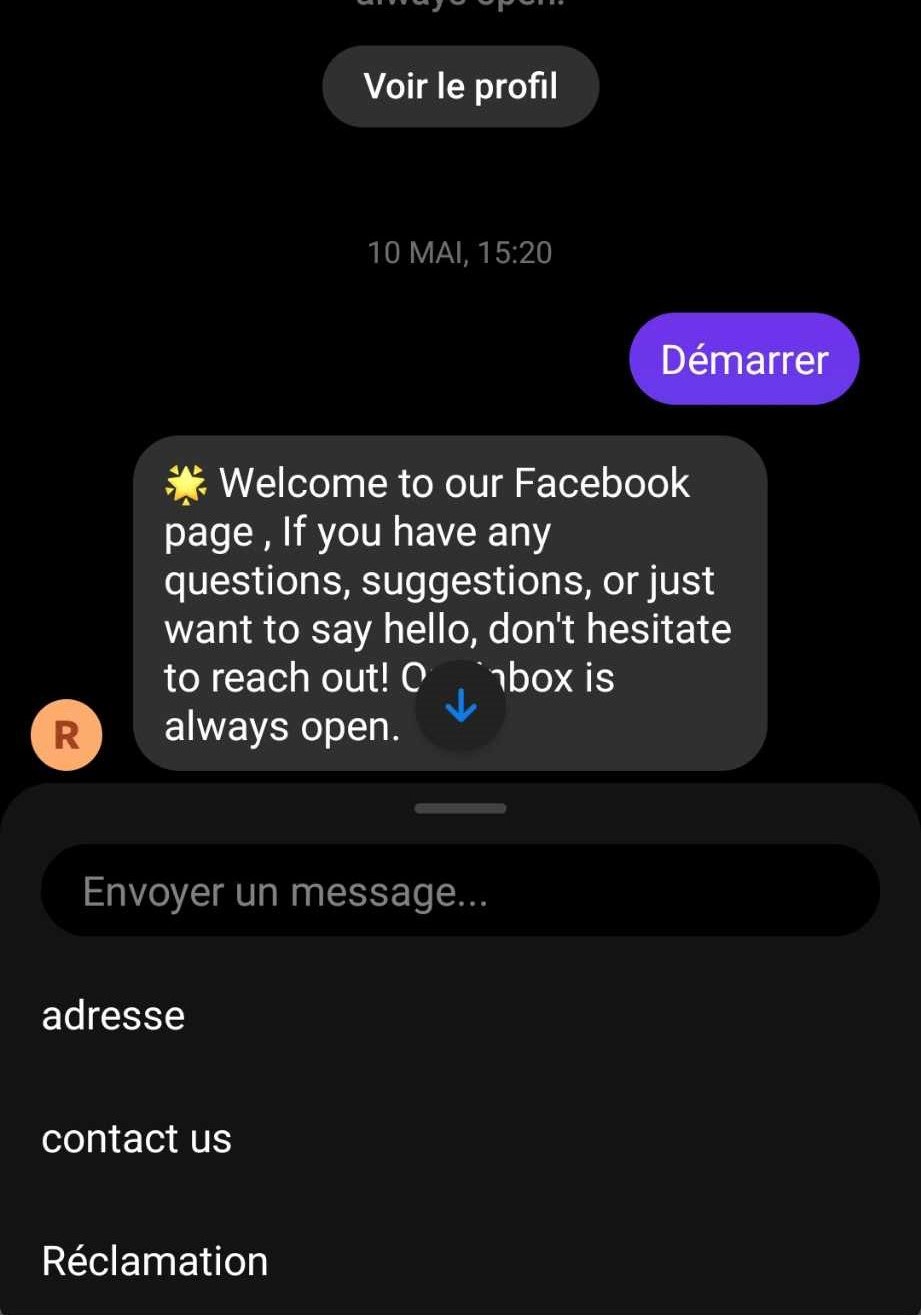 always open.
Voir le profil
10 MAI, 15:20
Démarrer
🌟 Welcome to our Facebook
page , If you have any
questions, suggestions, or just
want to say hello, don't hesitate
to reach out! is
always open.
R
Envoyer un message...
adresse
contact us
Réclamation